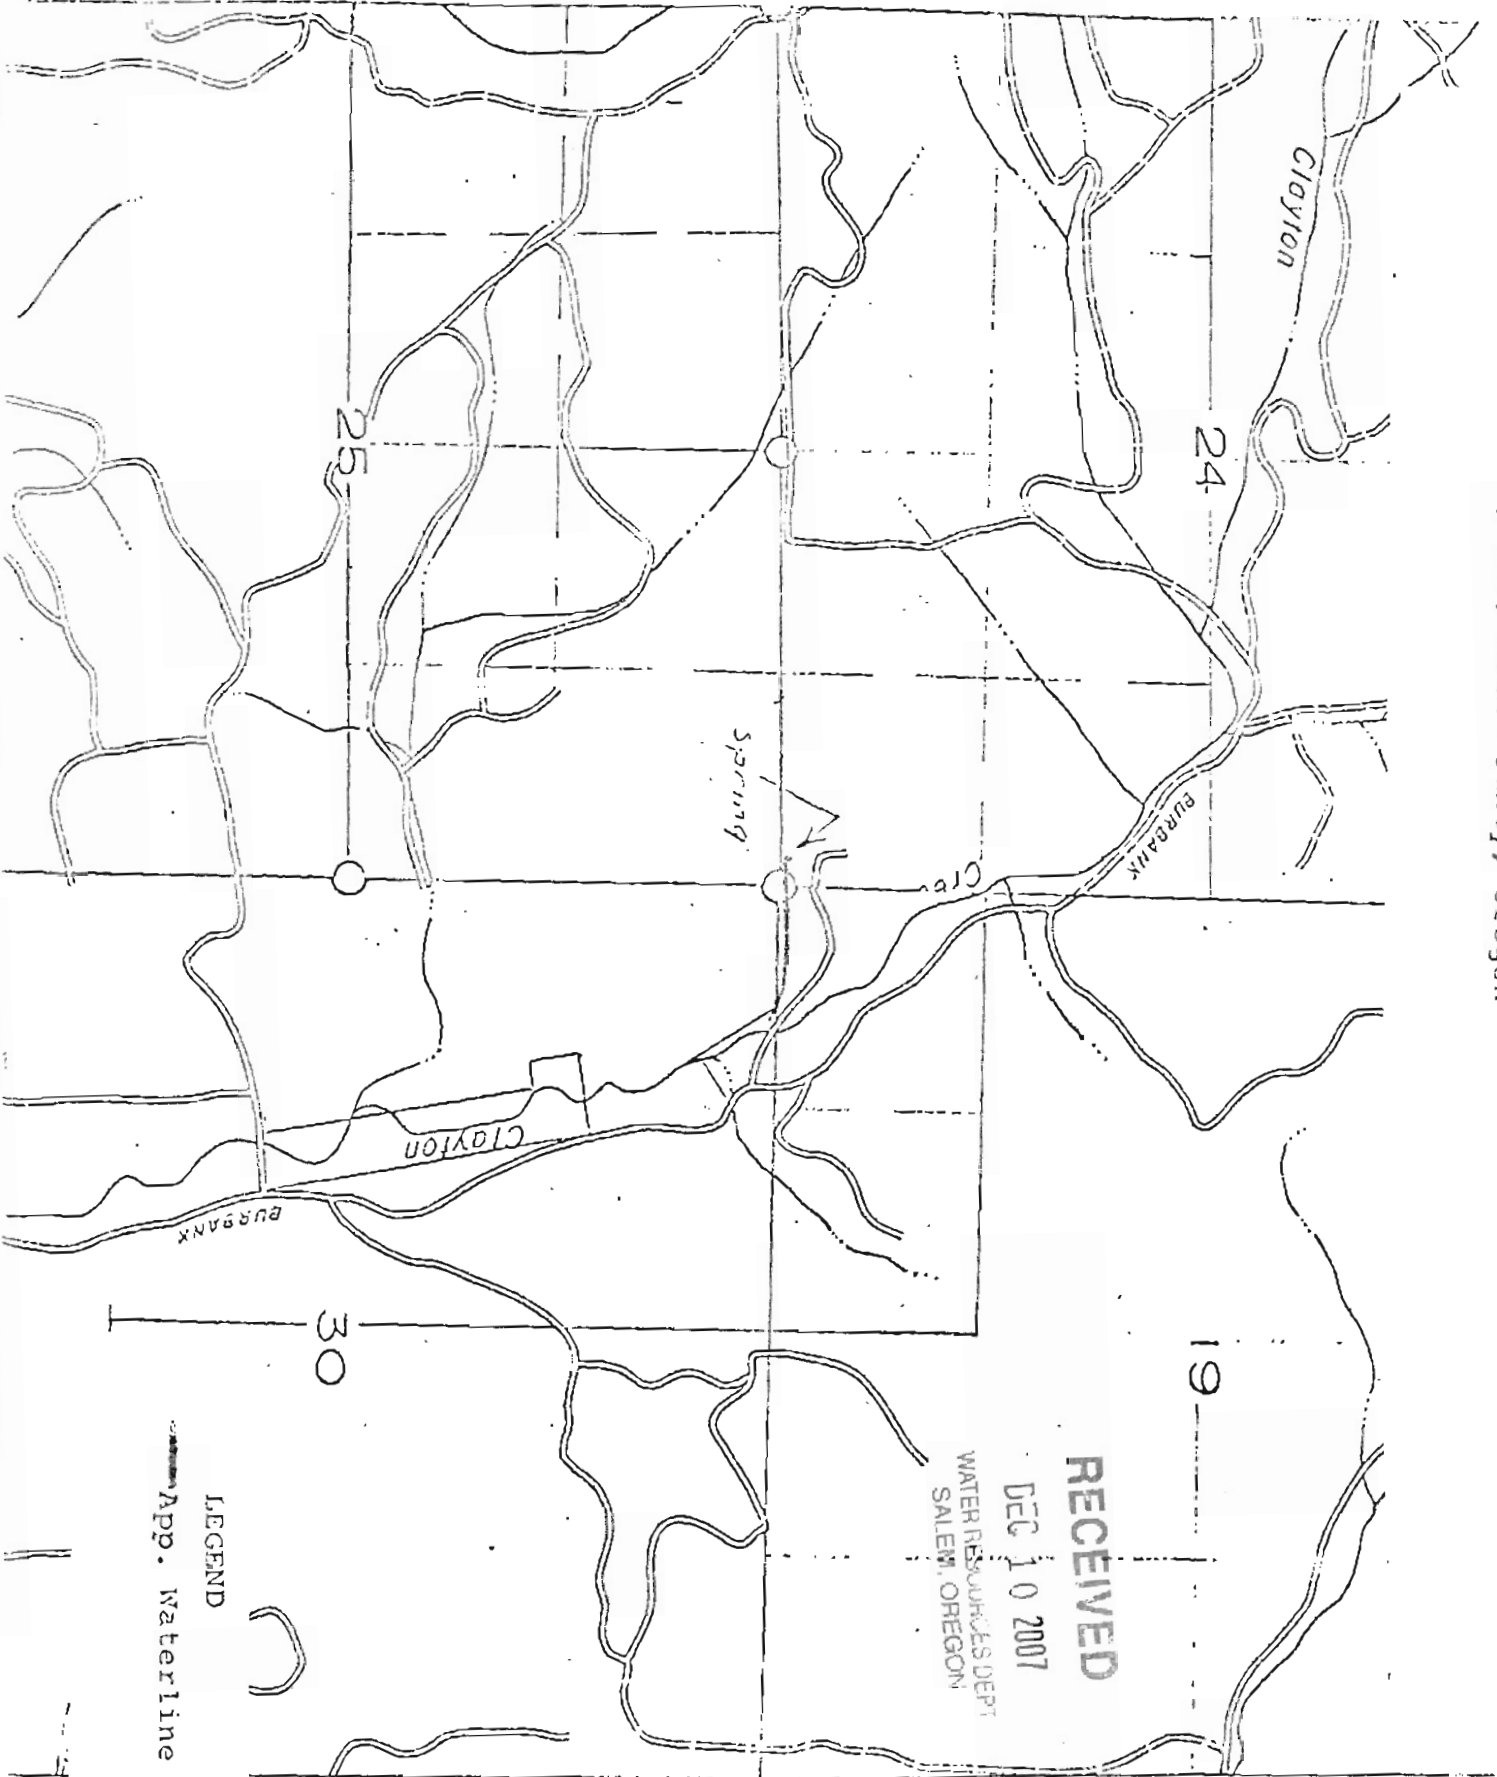 Clayton
24
25
Spring
BURBANK
Clayton
BURBANK
30
19
RECEIVED
DEC 10 2007
WATER RESOURCES DEPT
SALEM, OREGON
LEGEND
App. Waterline